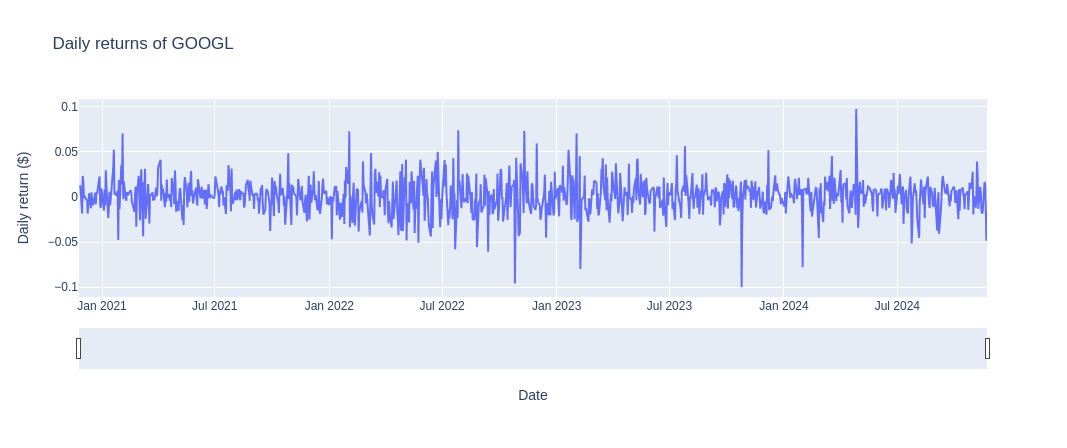 Daily returns of GOOGL
Daily return ($)
0.1
0.05
0
−0.05
−0.1
Jan 2021
Jul 2021
Jan 2022
Jul 2022
Jan 2023
Jul 2023
Jan 2024
Jul 2024
Date